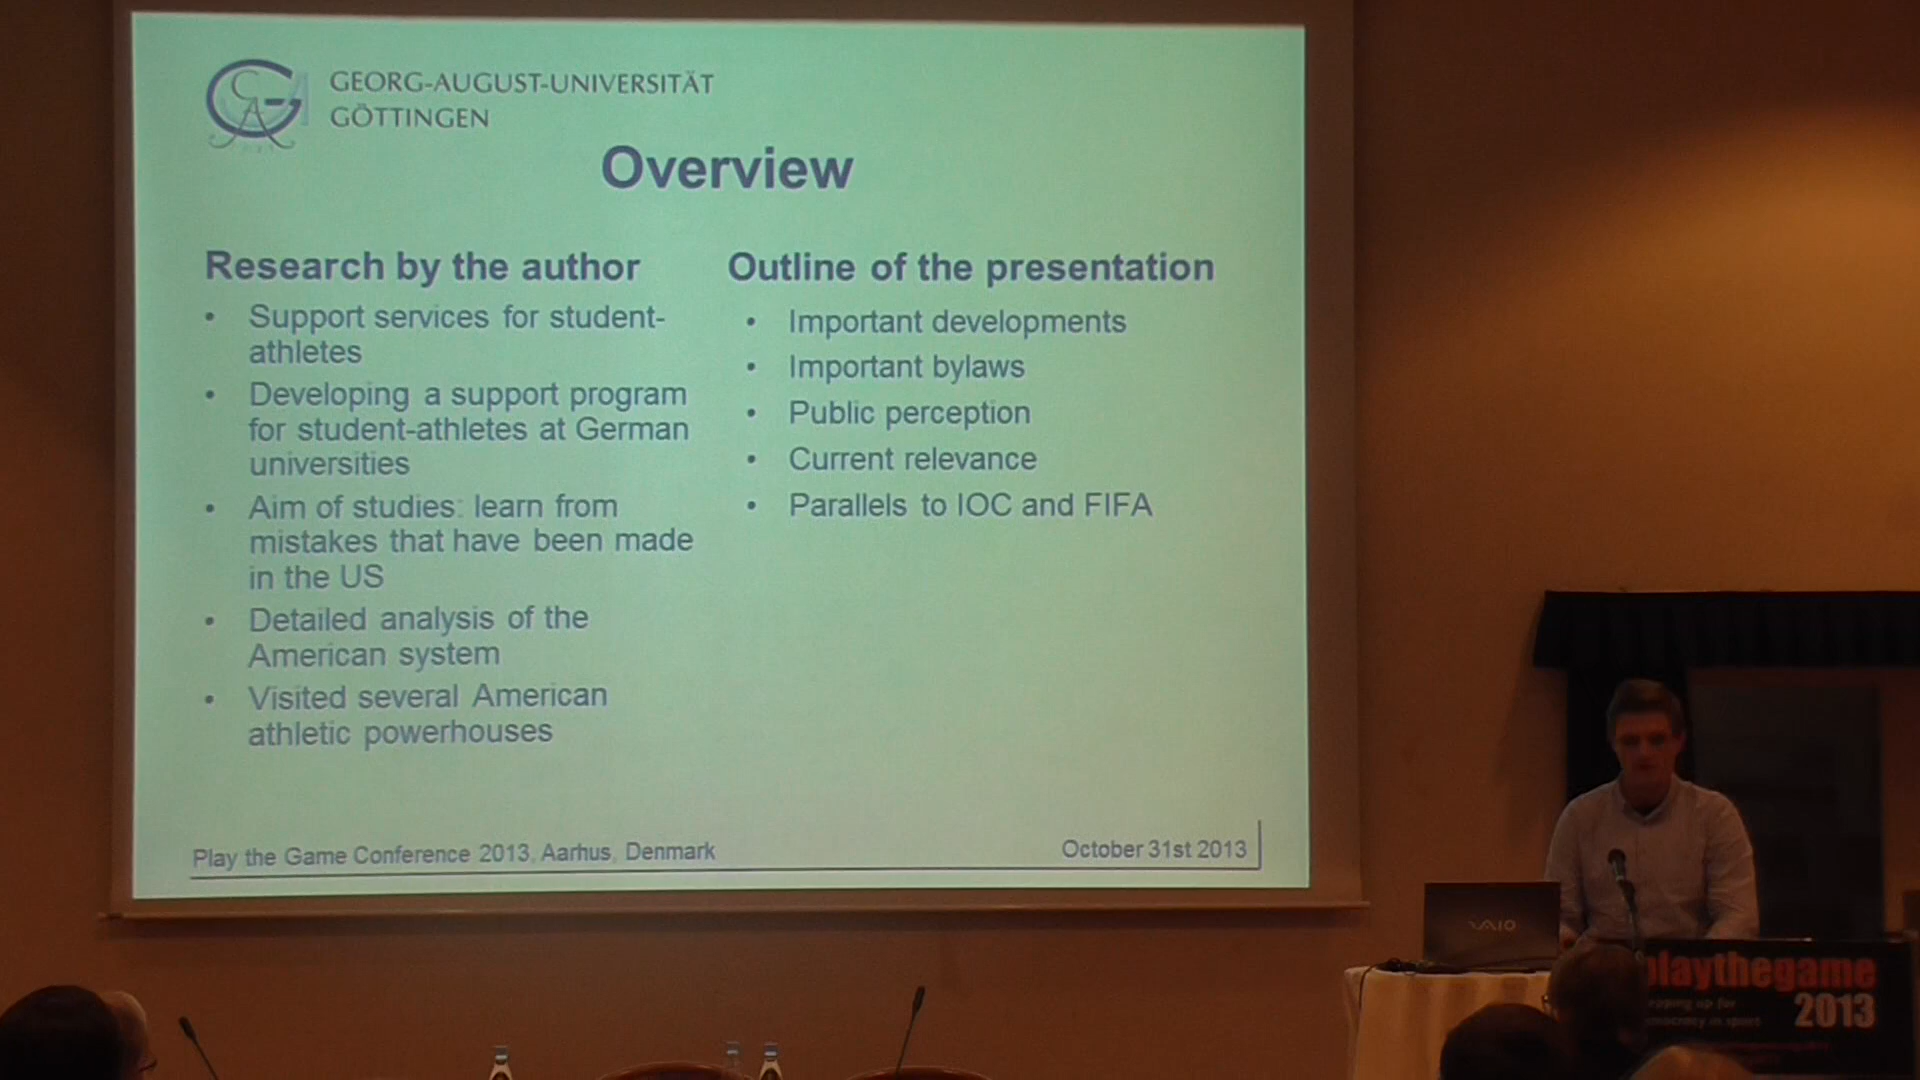 GEORG-AUGUST-UNIVERSITÄT
GÖTTINGEN
Overview
Research by the author
• Support services for student-
athletes
• Developing a support program
for student-athletes at German
universities
• Aim of studies: learn from
mistakes that have been made
in the US
• Detailed analysis of the
American system
• Visited several American
athletic powerhouses
Outline of the presentation
• Important developments
• Important bylaws
• Public perception
• Current relevance
• Parallels to IOC and FIFA
Play the Game Conference 2013, Aarhus, Denmark
October 31st 2013
VAIO
playthegame
2013
up for
in sport